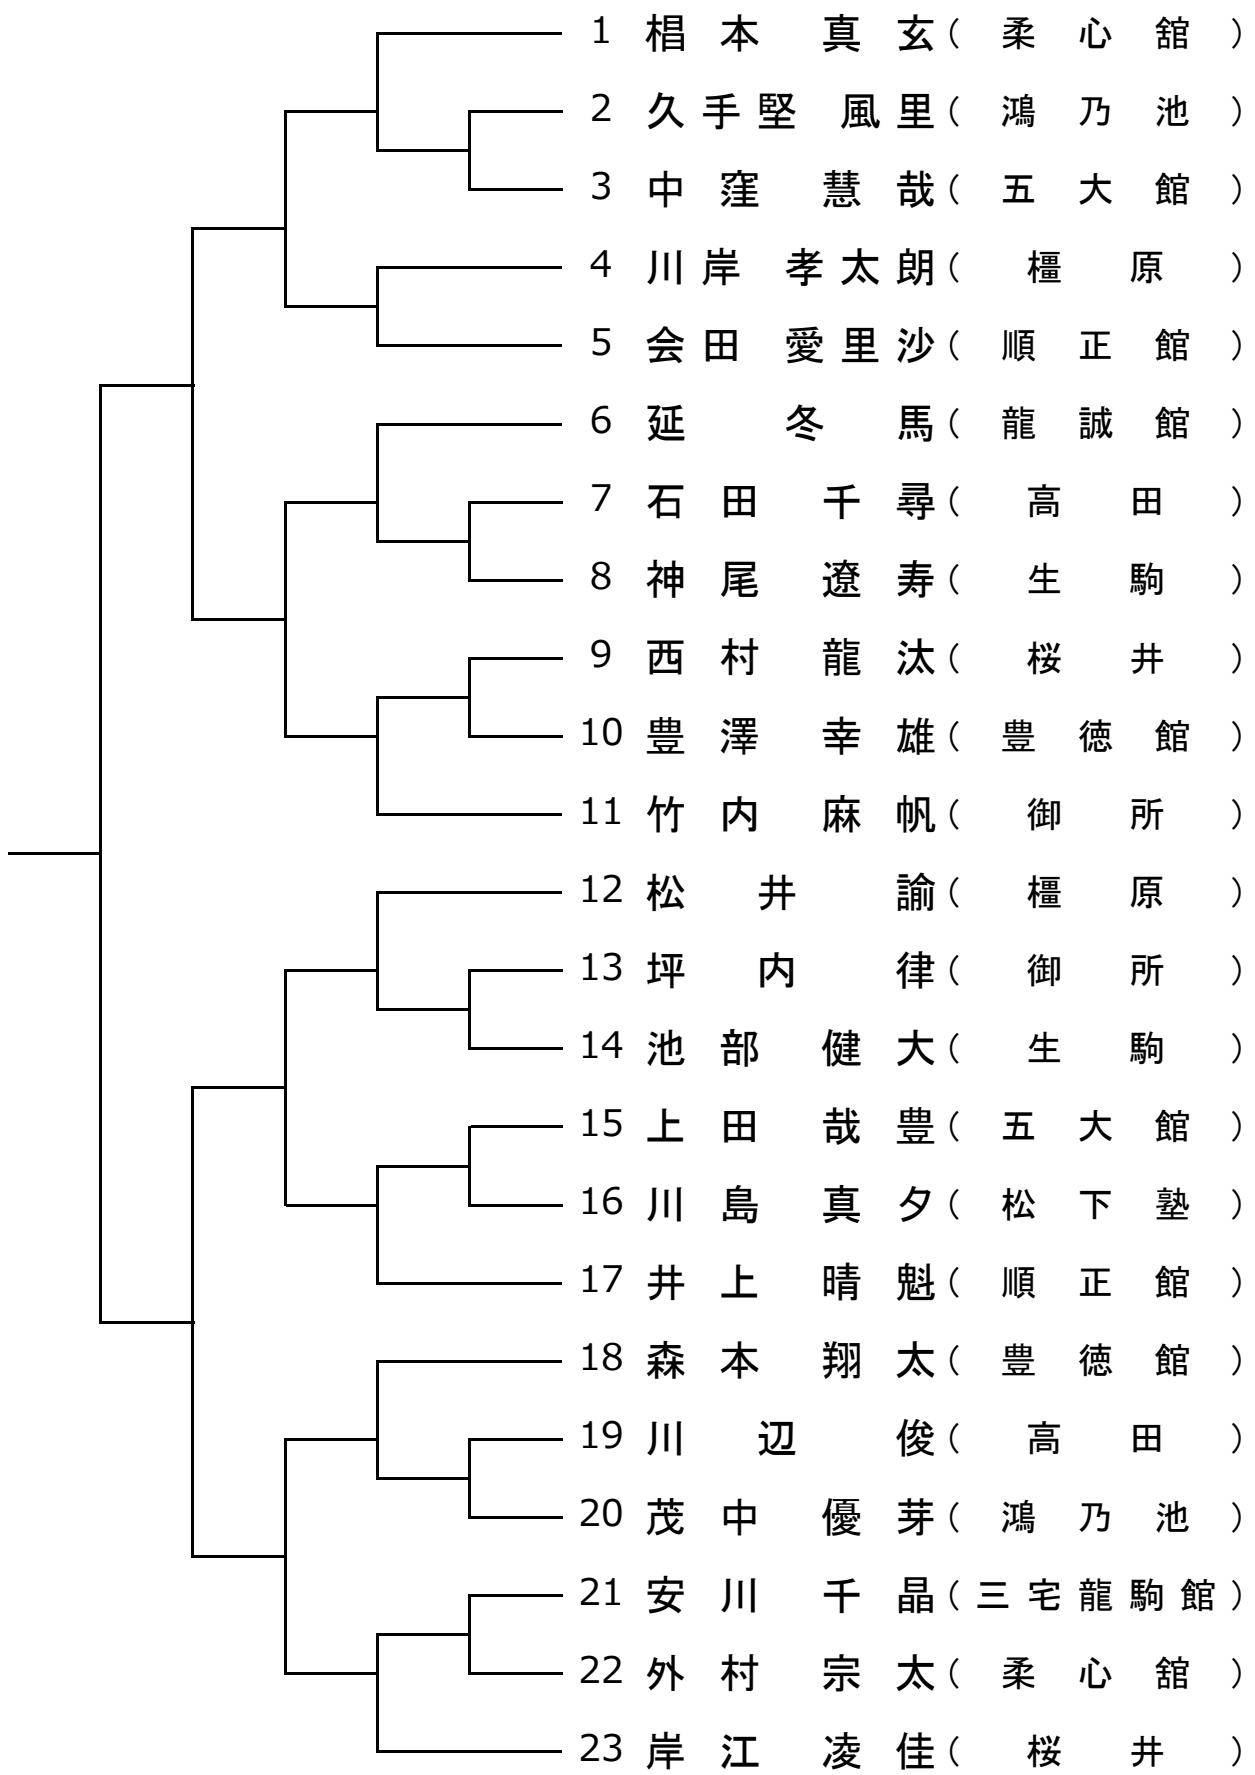 1 椙本 真玄(柔心舘)
2 久手堅 風里(鴻乃池)
3 中窪 慧哉(五大館)
4 川岸 孝太朗(橿原)
5 会田 愛里沙(順正館)
6 延 冬馬(龍誠館)
7 石田 千尋(高田)
8 神尾 遼寿(生駒)
9 西村 龍汰(桜井)
10 豊澤 幸雄(豊徳館)
11 竹内 麻帆(御所)
12 松井 諭(橿原)
13 坪内 律(御所)
14 池部 健大(生駒)
15 上田 哉豊(五大館)
16 川島 真夕(松下塾)
17 井上 晴魁(順正館)
18 森本 翔太(豊徳館)
19 川辺 俊(高田)
20 茂中 優芽(鴻乃池)
21 安川 千晶(三宅龍駒館)
22 外村 宗太(柔心舘)
23 岸江 凌佳(桜井)